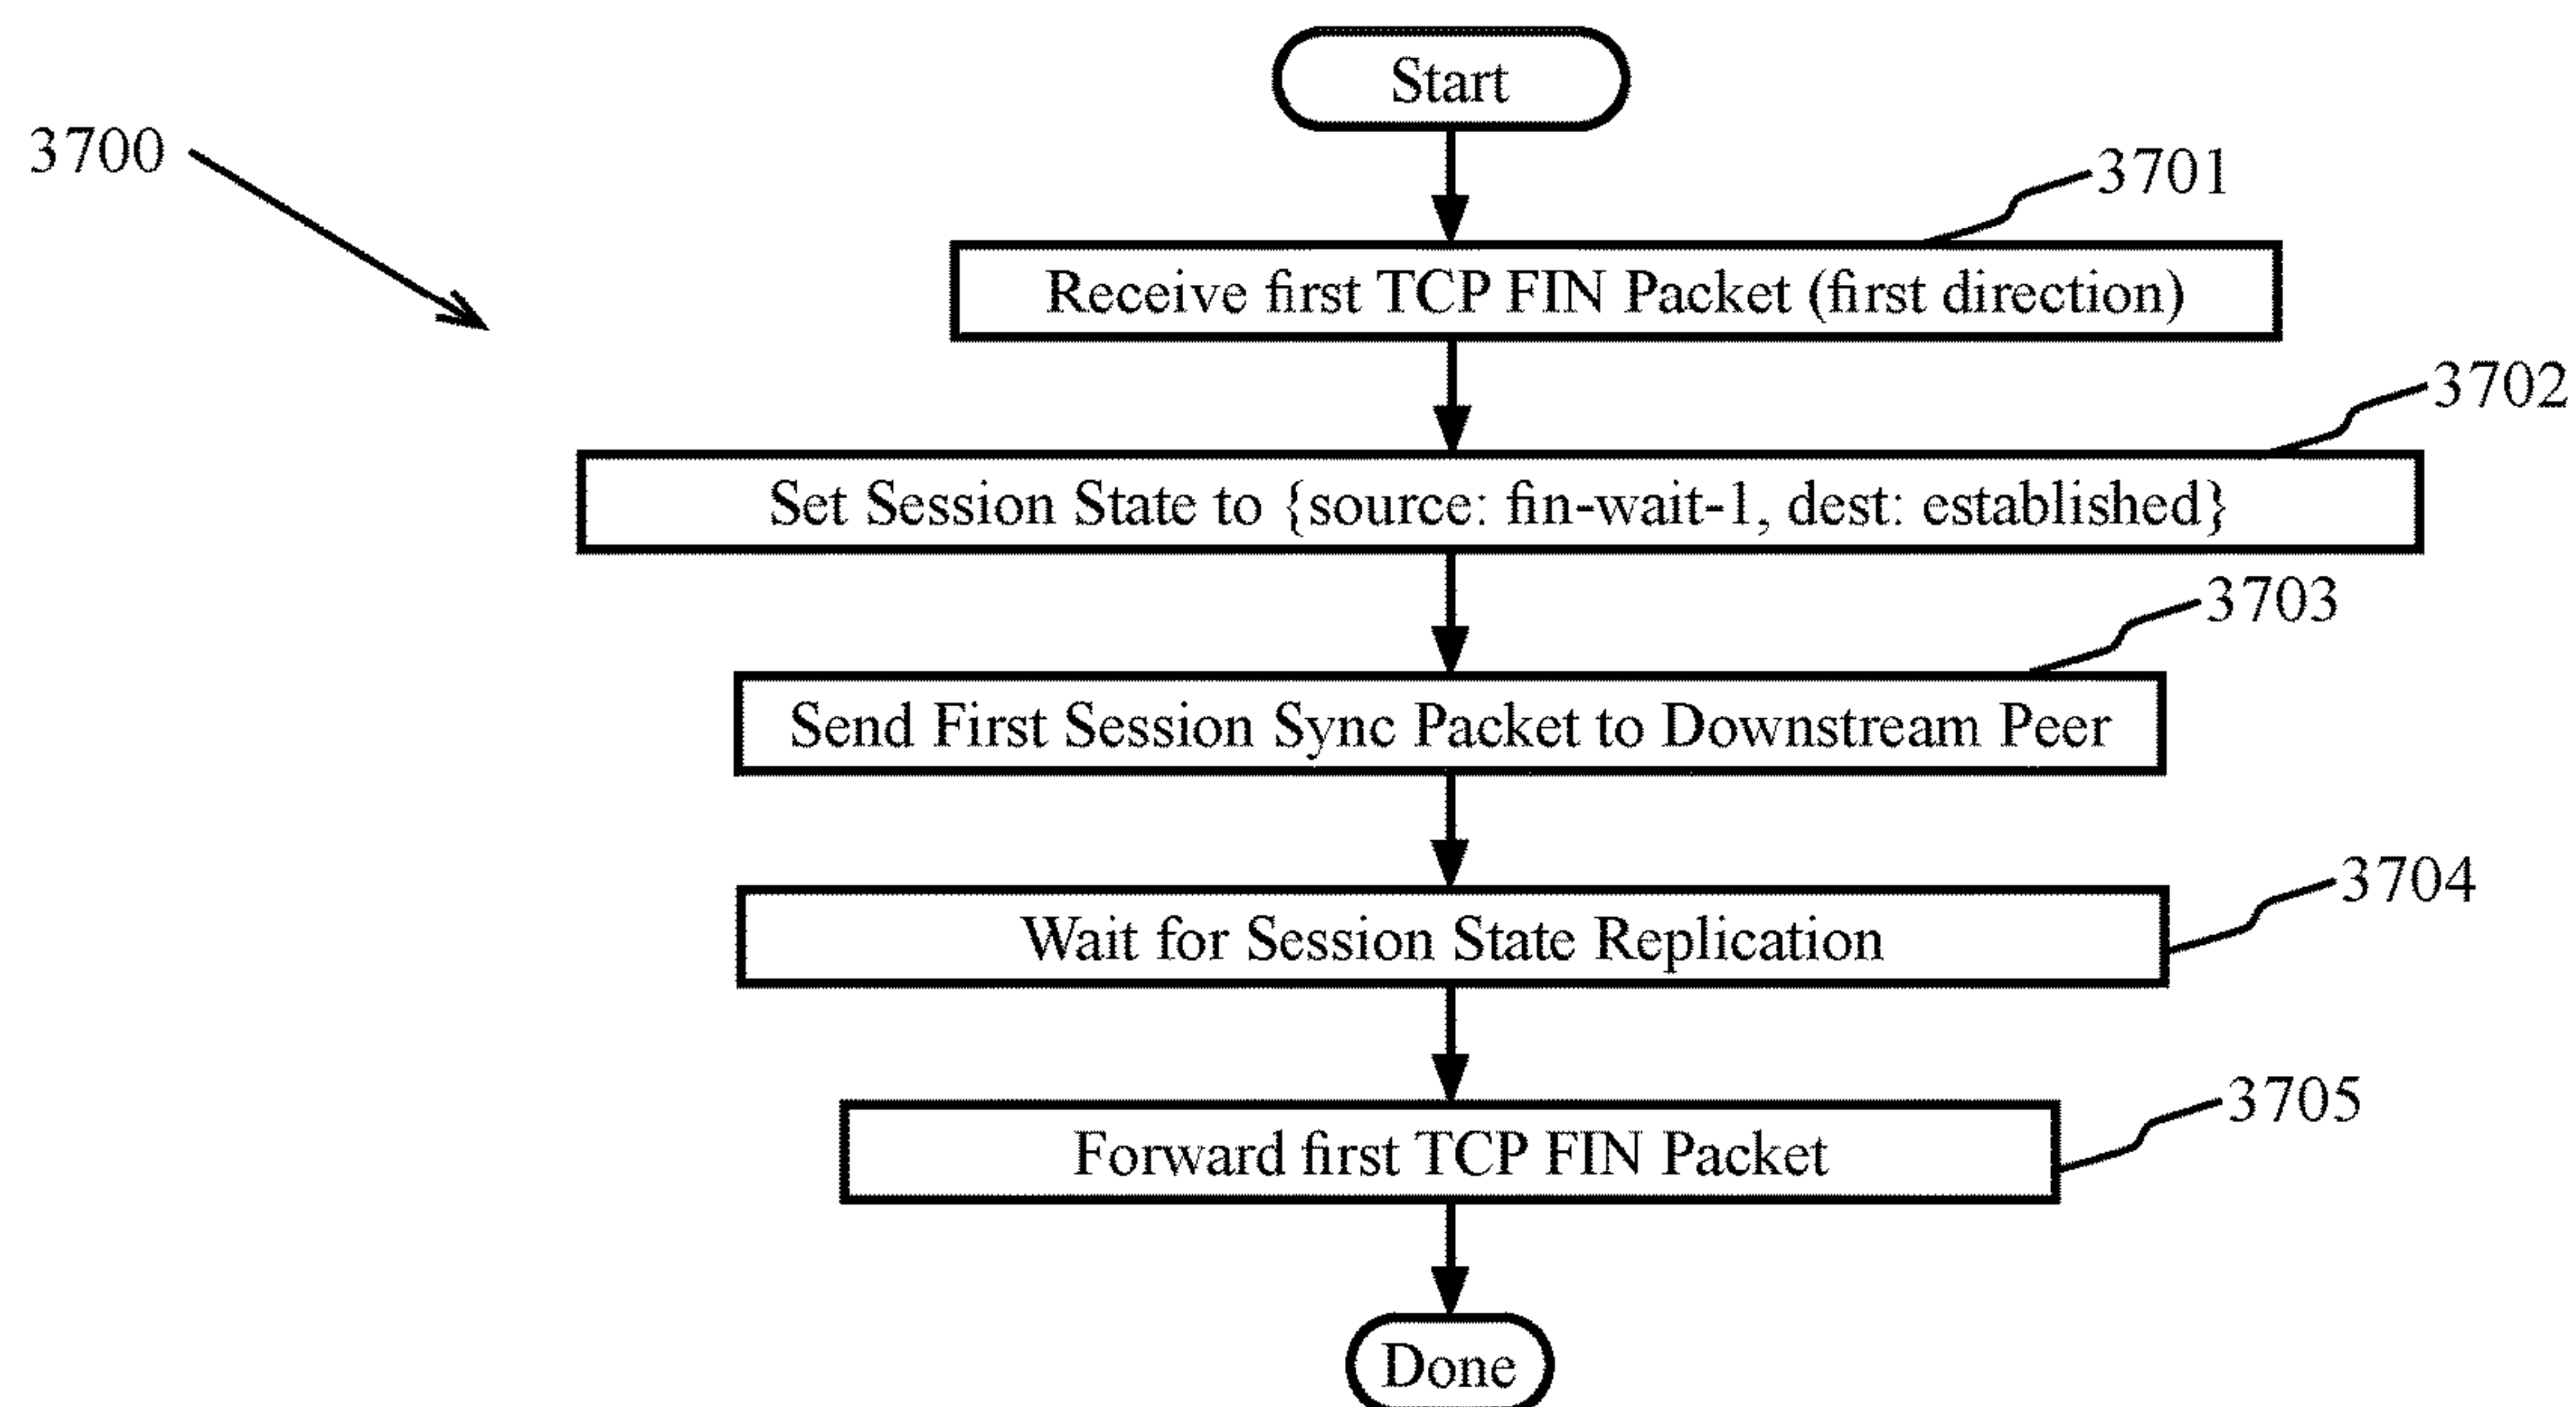 Start
3700
3701
Receive first TCP FIN Packet (first direction)
3702
Set Session State to {source: fin-wait-1, dest: established}
3703
Send First Session Sync Packet to Downstream Peer
3704
Wait for Session State Replication
3705
Forward first TCP FIN Packet
Done